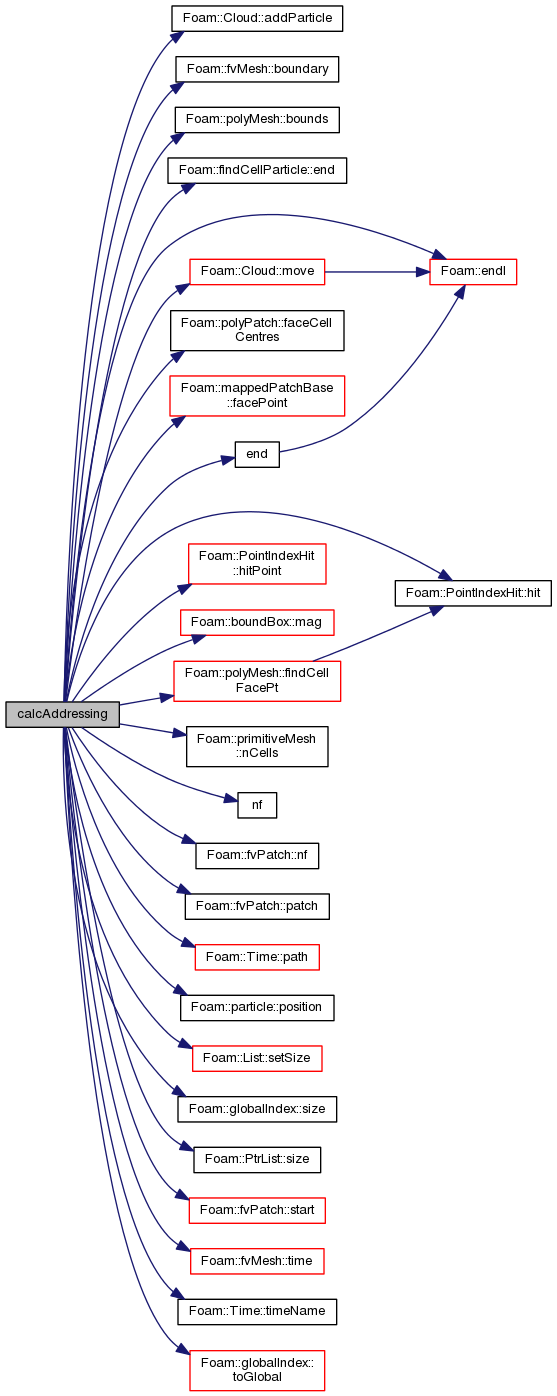 Foam::Cloud::addParticle
Foam::fvMesh::boundary
Foam::polyMesh::bounds
Foam::findCellParticle::end
Foam::Cloud::move
Foam::endl
Foam::polyPatch::faceCell
Centres
Foam::mappedPatchBase
::facePoint
end
Foam::PointIndexHit
::hitPoint
Foam::PointIndexHit::hit
Foam::boundBox::mag
Foam::polyMesh::findCell
FacePt
calcAddressing
Foam::primitiveMesh
::nCells
nf
Foam::fvPatch::nf
Foam::fvPatch::patch
Foam::Time::path
Foam::particle::position
Foam::List::setSize
Foam::globalIndex::size
Foam::PtrList::size
Foam::fvPatch::start
Foam::fvMesh::time
Foam::Time::timeName
Foam::globalIndex::
toGlobal